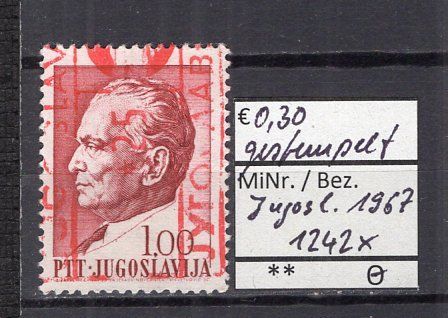 1.00
PTT·JUGOSLAVIJA
€0,30
gestempelt
MiNr. / Bez.
Jugosl. 1967
1242x
**